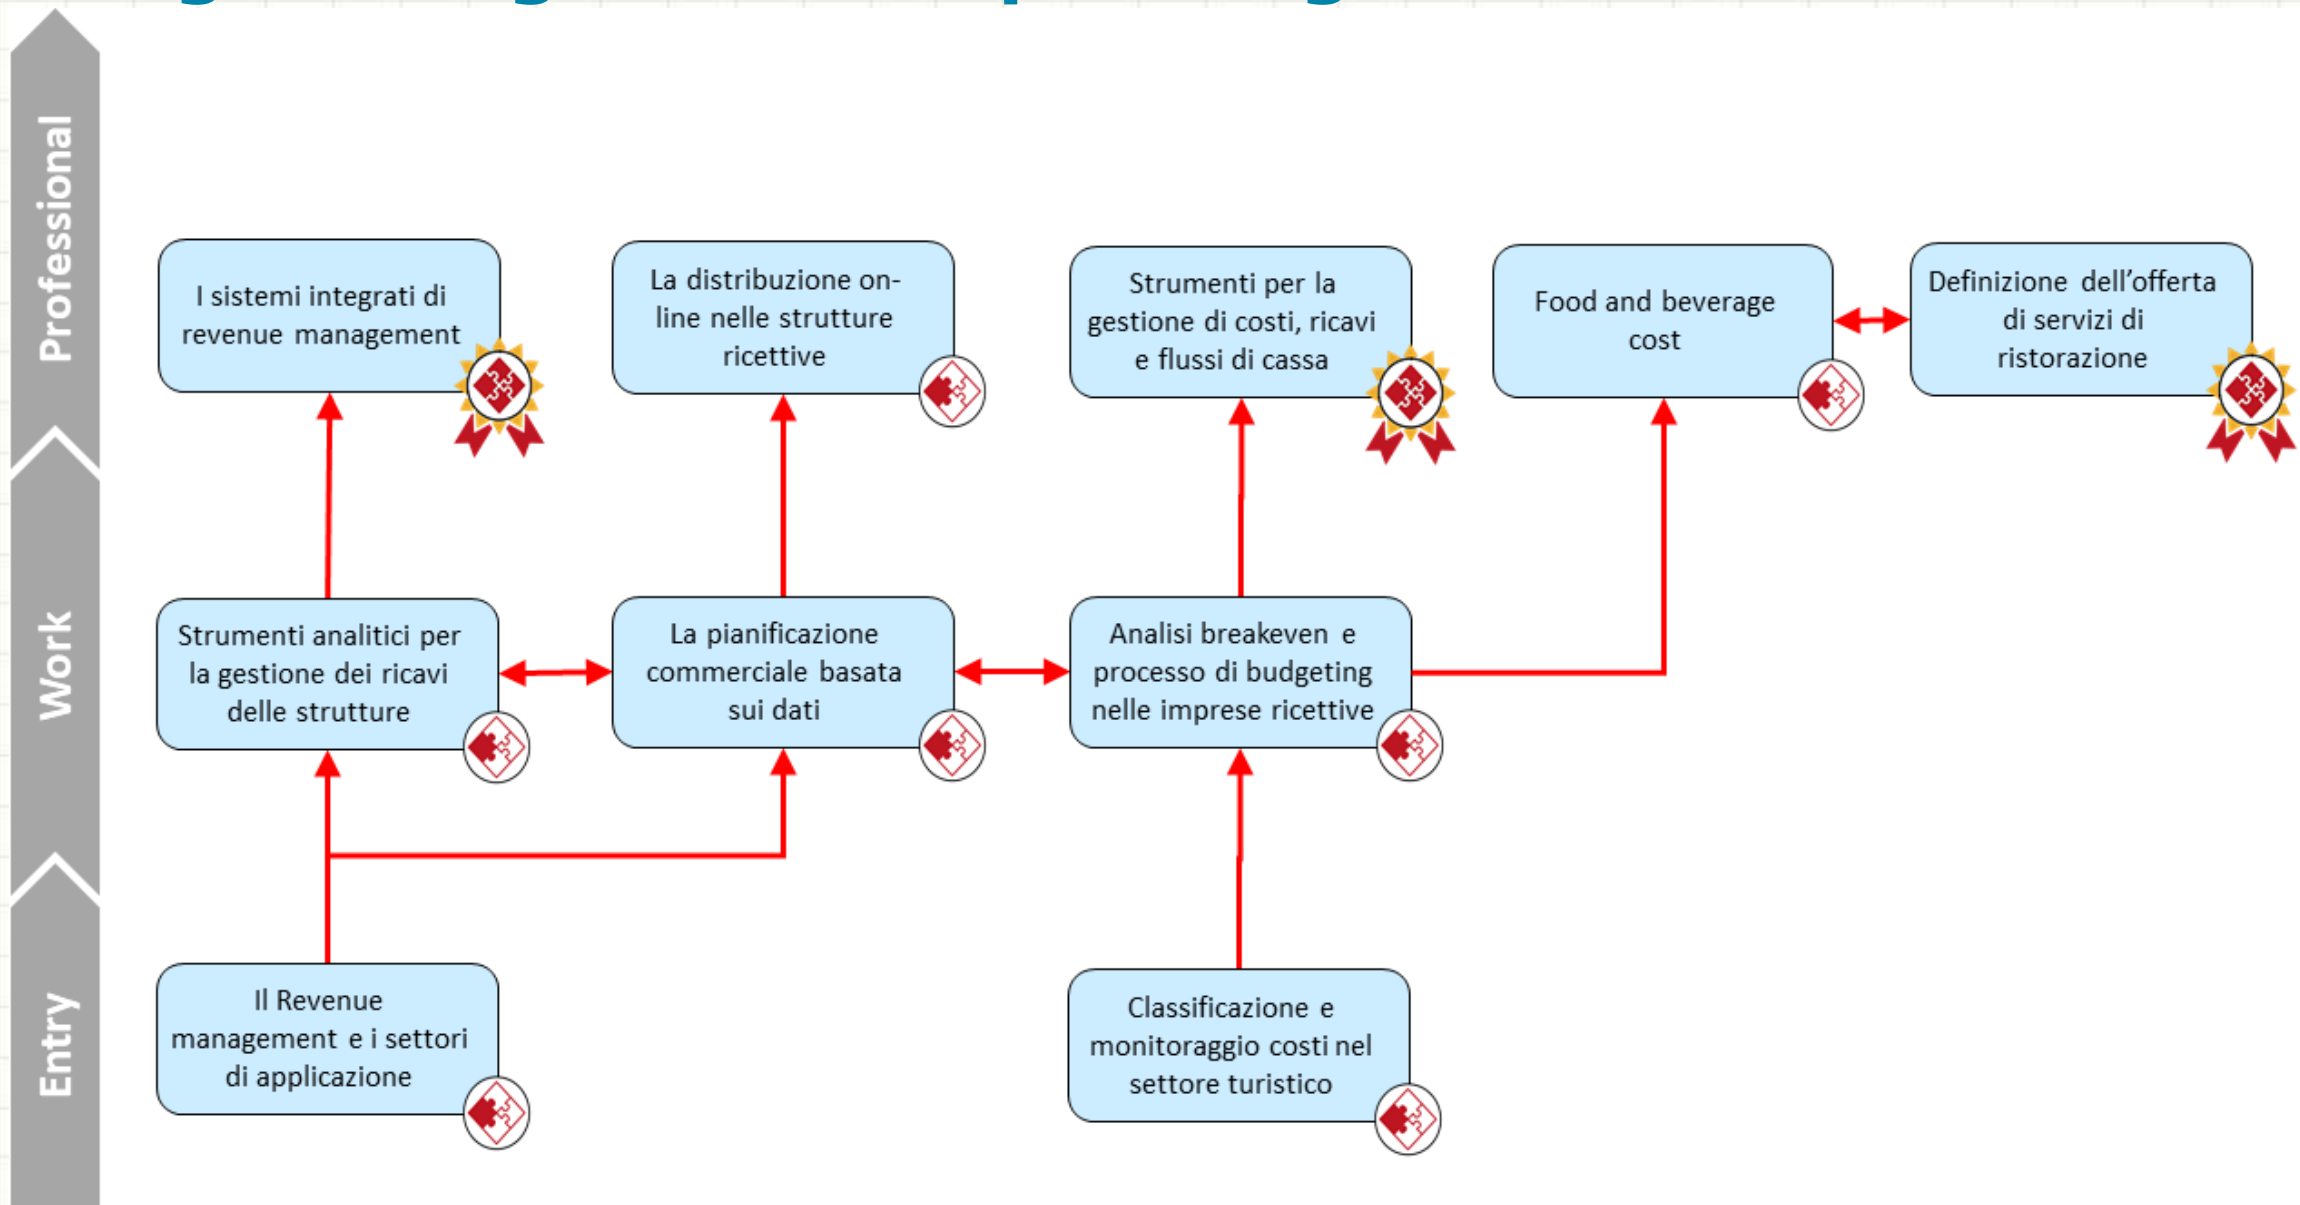 Professional
I sistemi integrati di
revenue management
La distribuzione on-
line nelle strutture
ricettive
Strumenti per la
gestione di costi, ricavi
e flussi di cassa
Food and beverage
cost
Definizione dell’offerta
di servizi di
ristorazione
Work
Strumenti analitici per
la gestione dei ricavi
delle strutture
La pianificazione
commerciale basata
sui dati
Analisi breakeven e
processo di budgeting
nelle imprese ricettive
Entry
Il Revenue
management e i settori
di applicazione
Classificazione e
monitoraggio costi nel
settore turistico